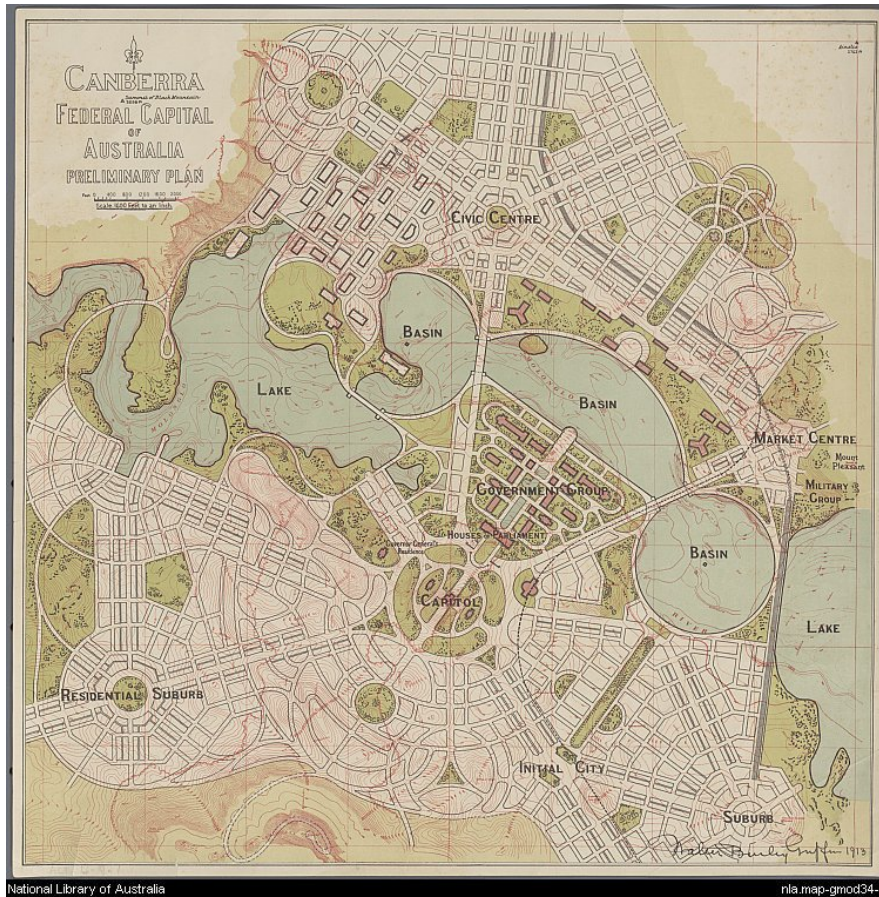 CANBERRA
FEDERAL CAPITAL
OF
AUSTRALIA
PRELIMINARY PLAN
Scale 1600 Feet to an Inch
CIVIC CENTRE
BASIN
LAKE
BASIN
MARKET CENTRE
Mount
Pleasant
MILITARY
GROUP
GOVERNMENT GROUP
HOUSES OF PARLIAMENT
Governor General's
Residence
BASIN
CAPITOL
LAKE
RIVER
RESIDENTIAL SUBURB
INITIAL CITY
SUBURB
Walter Burley Griffin 1913
National Library of Australia
nla.map-gmod34-